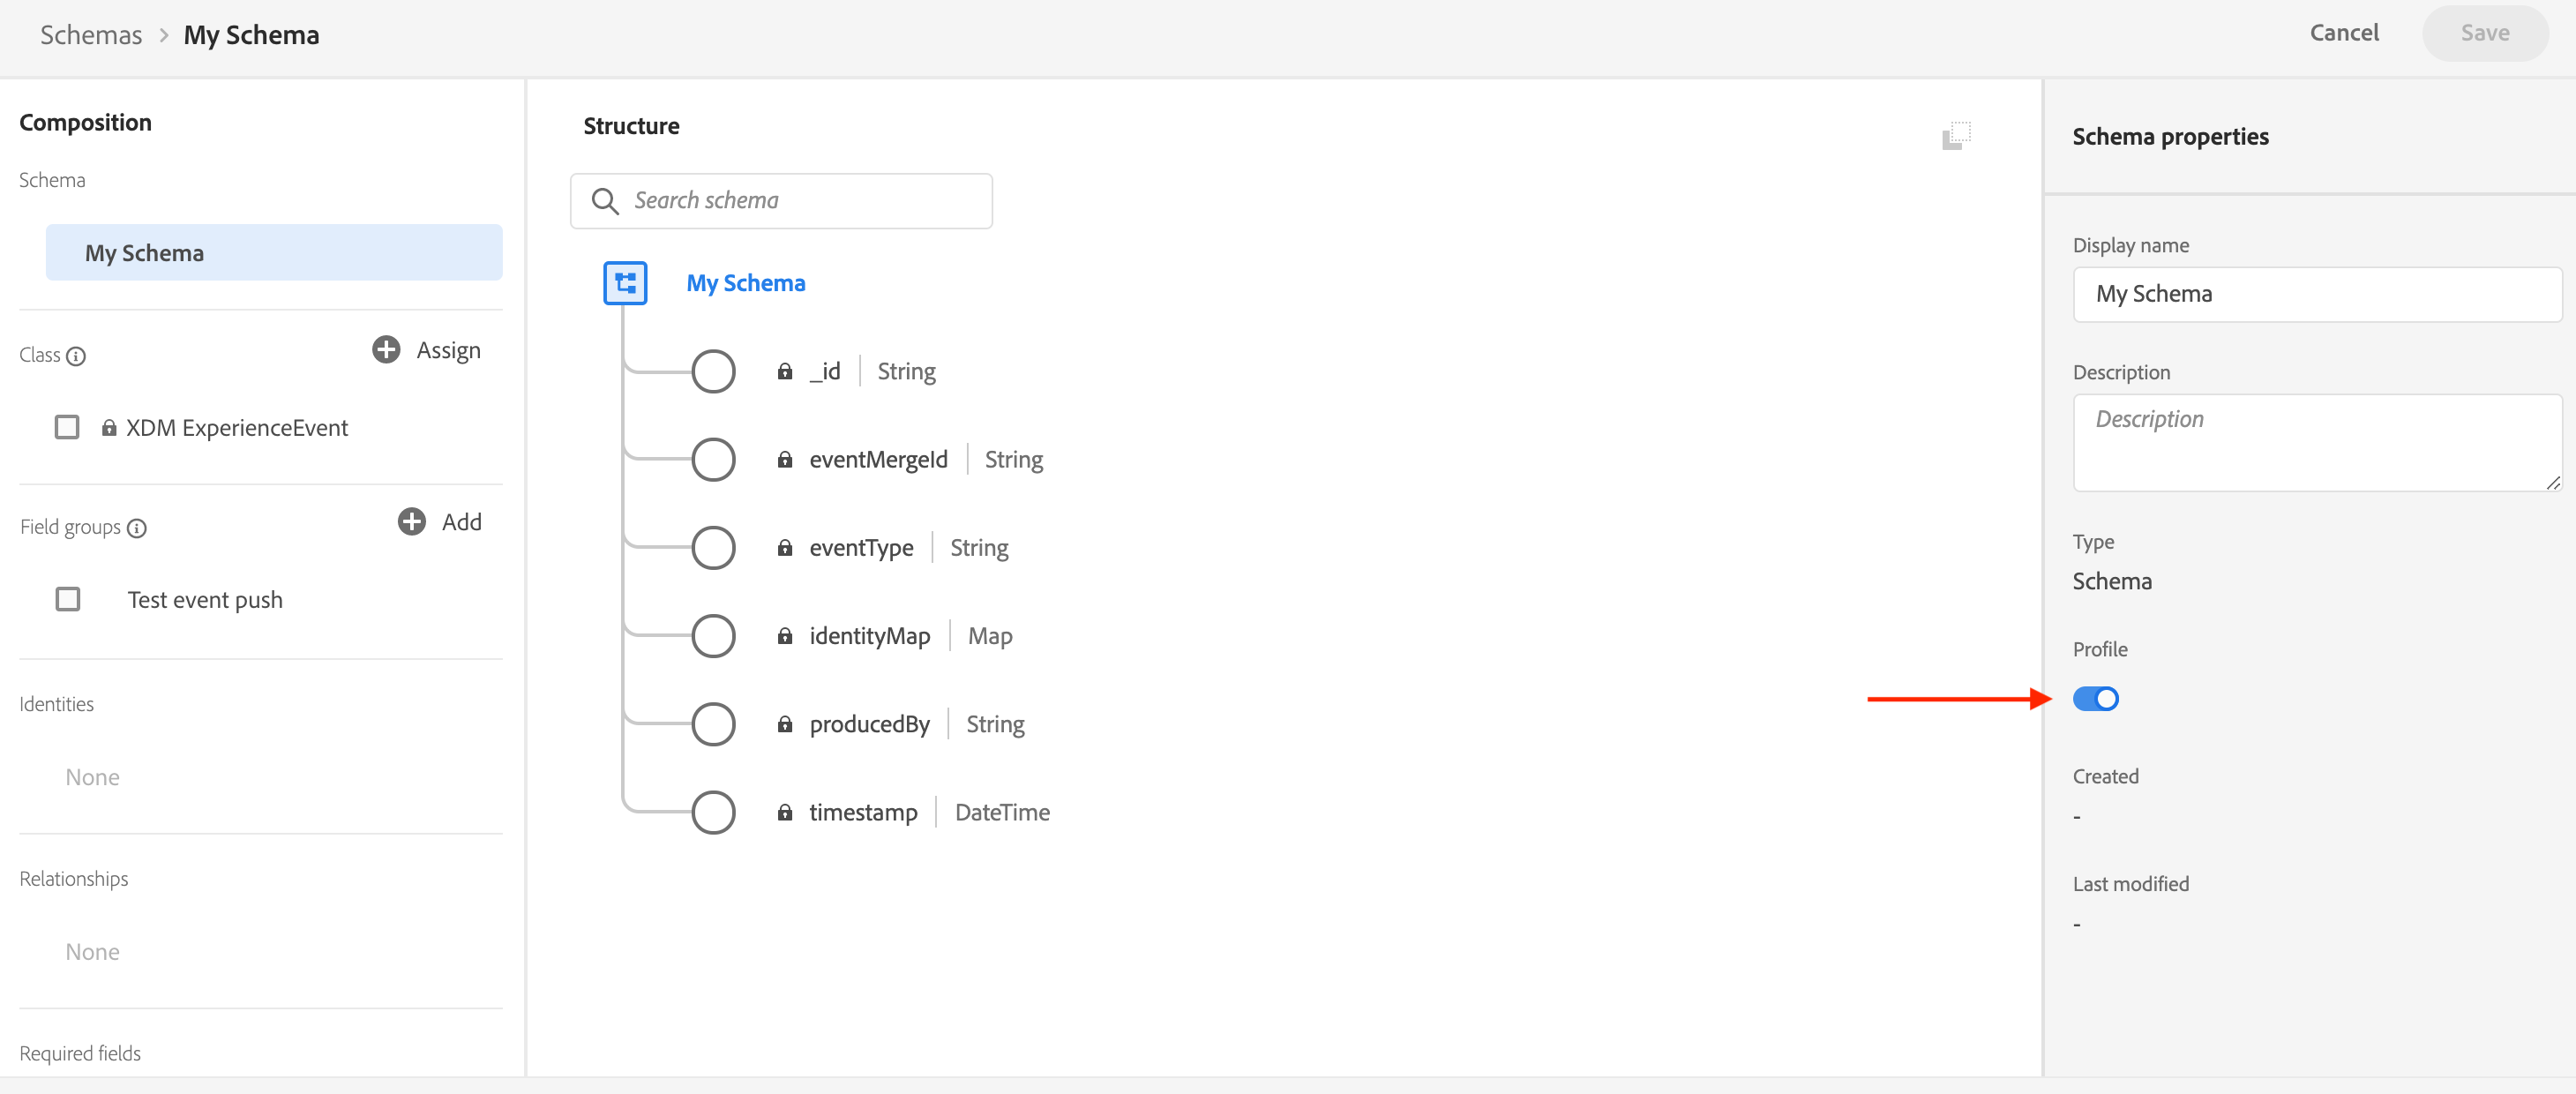 Schemas > My Schema
Cancel
Save
Composition
Schema
My Schema
Class
Assign
XDM ExperienceEvent
Field groups
Add
Test event push
Identities
None
Relationships
None
Required fields
Structure
Search schema
My Schema
_id | String
eventMergeId | String
eventType | String
identityMap | Map
producedBy | String
timestamp | DateTime
Schema properties
Display name
My Schema
Description
Description
Type
Schema
Profile
Created
-
Last modified
-